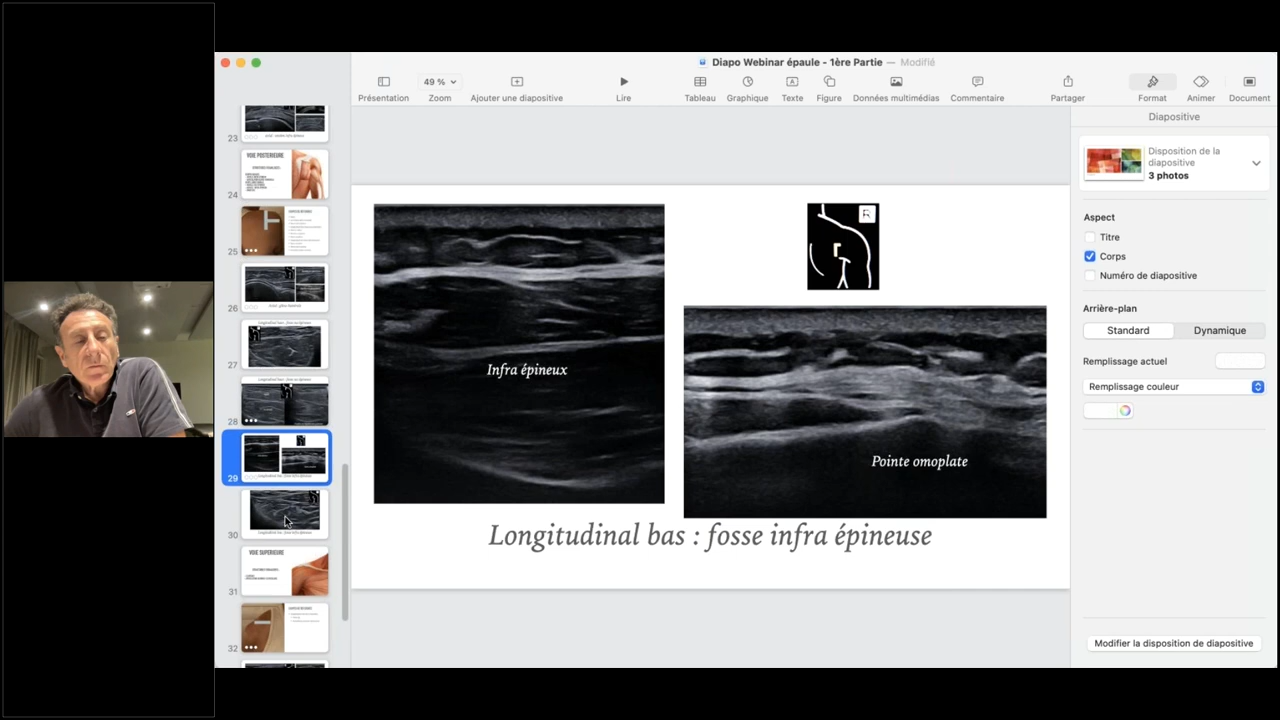 Diapo Webinar épaule - 1ère Partie — Modifié
49 %
Présentation
Zoom
Ajouter une diapositive
Lire
Tableau
Graphique
Texte
Figure
Données multimédias
Commentaire
Partager
Format
Animer
Document
23
VOIE POSTERIEURE
24
25
26
27
28
29
30
VOIE SUPERIEURE
31
32
Infra épineux
Pointe omoplate
Longitudinal bas : fosse infra épineuse
Diapositive
Disposition de la
diapositive
3 photos
Aspect
Titre
Corps
Numéro de diapositive
Arrière-plan
Standard
Dynamique
Remplissage actuel
Remplissage couleur
Modifier la disposition de diapositive